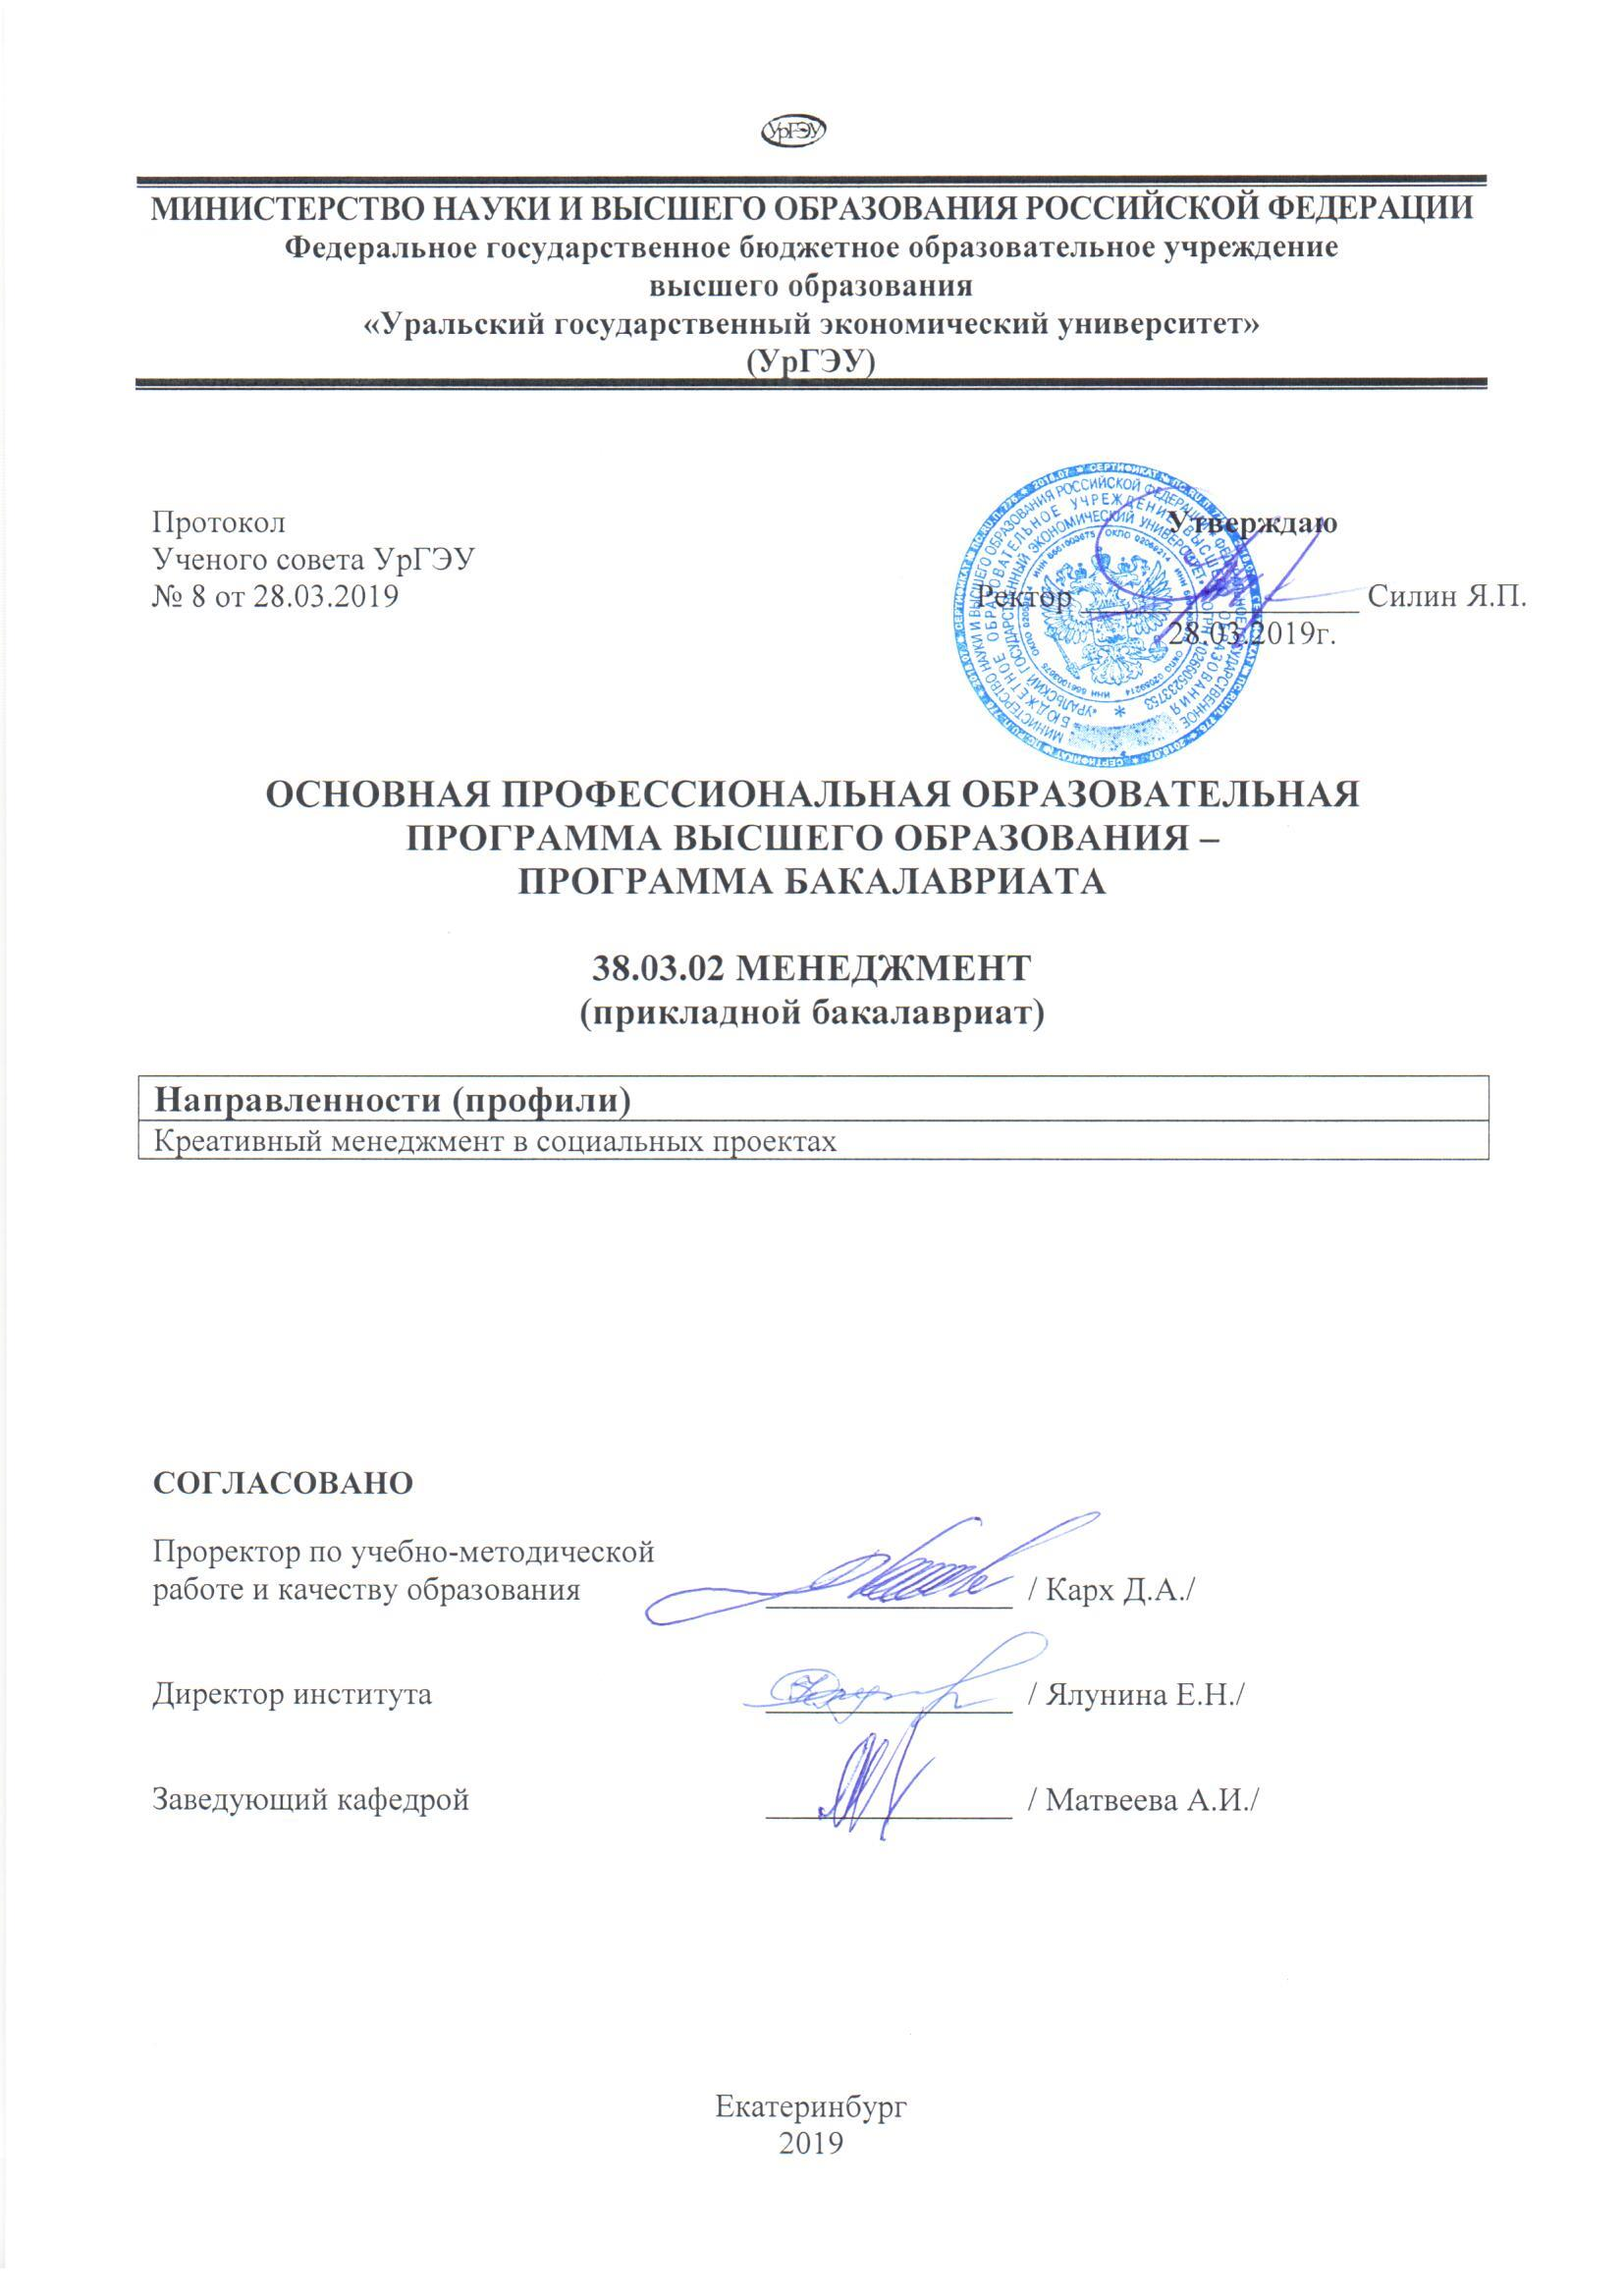 УрГЭУ
МИНИСТЕРСТВО НАУКИ И ВЫСШЕГО ОБРАЗОВАНИЯ РОССИЙСКОЙ ФЕДЕРАЦИИ
Федеральное государственное бюджетное образовательное учреждение
высшего образования
«Уральский государственный экономический университет»
(УрГЭУ)
Протокол
Ученого совета УрГЭУ
№ 8 от 28.03.2019
Утверждаю
Ректор Силин Я.П.
28.03.2019г.
ОСНОВНАЯ ПРОФЕССИОНАЛЬНАЯ ОБРАЗОВАТЕЛЬНАЯ
ПРОГРАММА ВЫСШЕГО ОБРАЗОВАНИЯ –
ПРОГРАММА БАКАЛАВРИАТА
38.03.02 МЕНЕДЖМЕНТ
(прикладной бакалавриат)
Направленности (профили)
Креативный менеджмент в социальных проектах
СОГЛАСОВАНО
Проректор по учебно-методической
работе и качеству образования / Карх Д.А./
Директор института / Ялунина Е.Н./
Заведующий кафедрой / Матвеева А.И./
Екатеринбург
2019